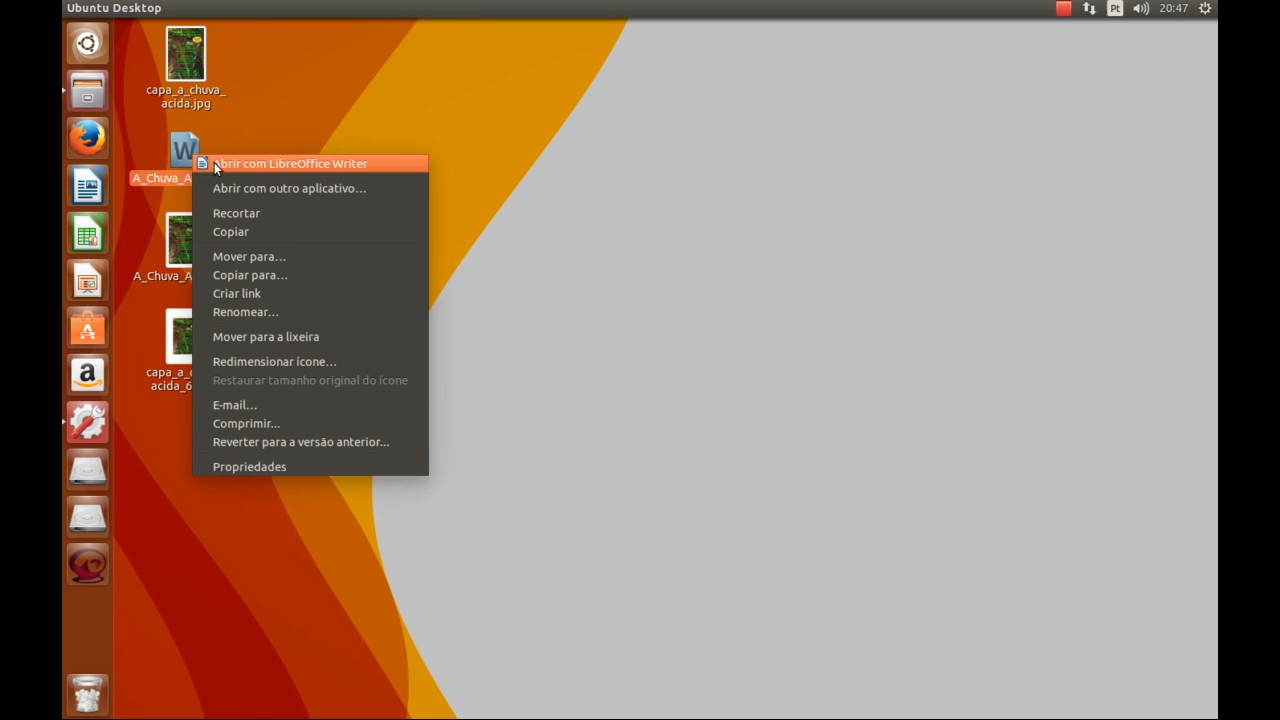 Ubuntu Desktop
Pt
20:47
capa_a_chuva_
acida.jpg
W
A_Chuva_A
A_Chuva_A
capa_a_c
acida_6
Abrir com LibreOffice Writer
Abrir com outro aplicativo...
Recortar
Copiar
Mover para...
Copiar para...
Criar link
Renomear...
Mover para a lixeira
Redimensionar ícone...
Restaurar tamanho original do ícone
E-mail...
Comprimir...
Reverter para a versão anterior...
Propriedades